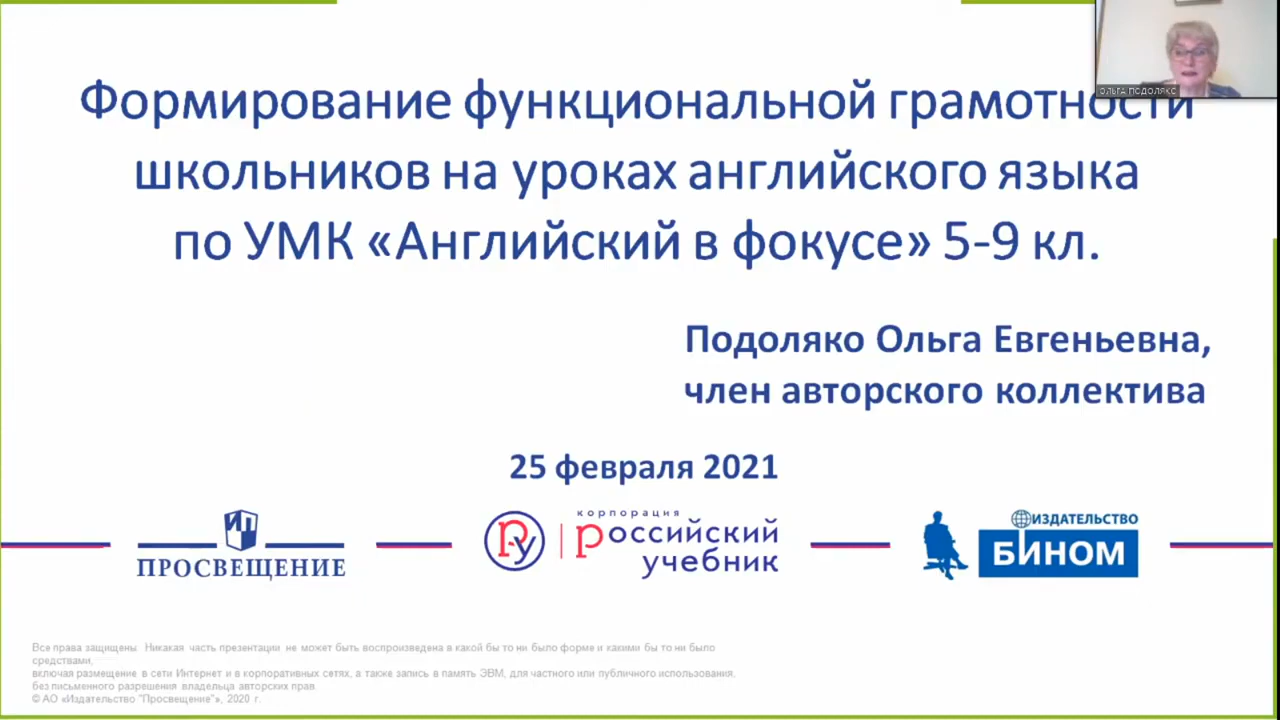 ОЛЬГА ПОДОЛЯКО
Формирование функциональной грамотности
школьников на уроках английского языка
по УМК «Английский в фокусе» 5-9 кл.
Подоляко Ольга Евгеньевна,
член авторского коллектива
25 февраля 2021
ИП
ПРОСВЕЩЕНИЕ
РУ
корпорация
российский
учебник
ИЗДАТЕЛЬСТВО
БИНОМ
Все права защищены. Никакая часть презентации не может быть воспроизведена в какой бы то ни было форме и какими бы то ни было
средствами,
включая размещение в сети Интернет и в корпоративных сетях, а также запись в память ЭВМ, для частного или публичного использования,
без письменного разрешения владельца авторских прав.
© АО «Издательство "Просвещение"», 2020 г.